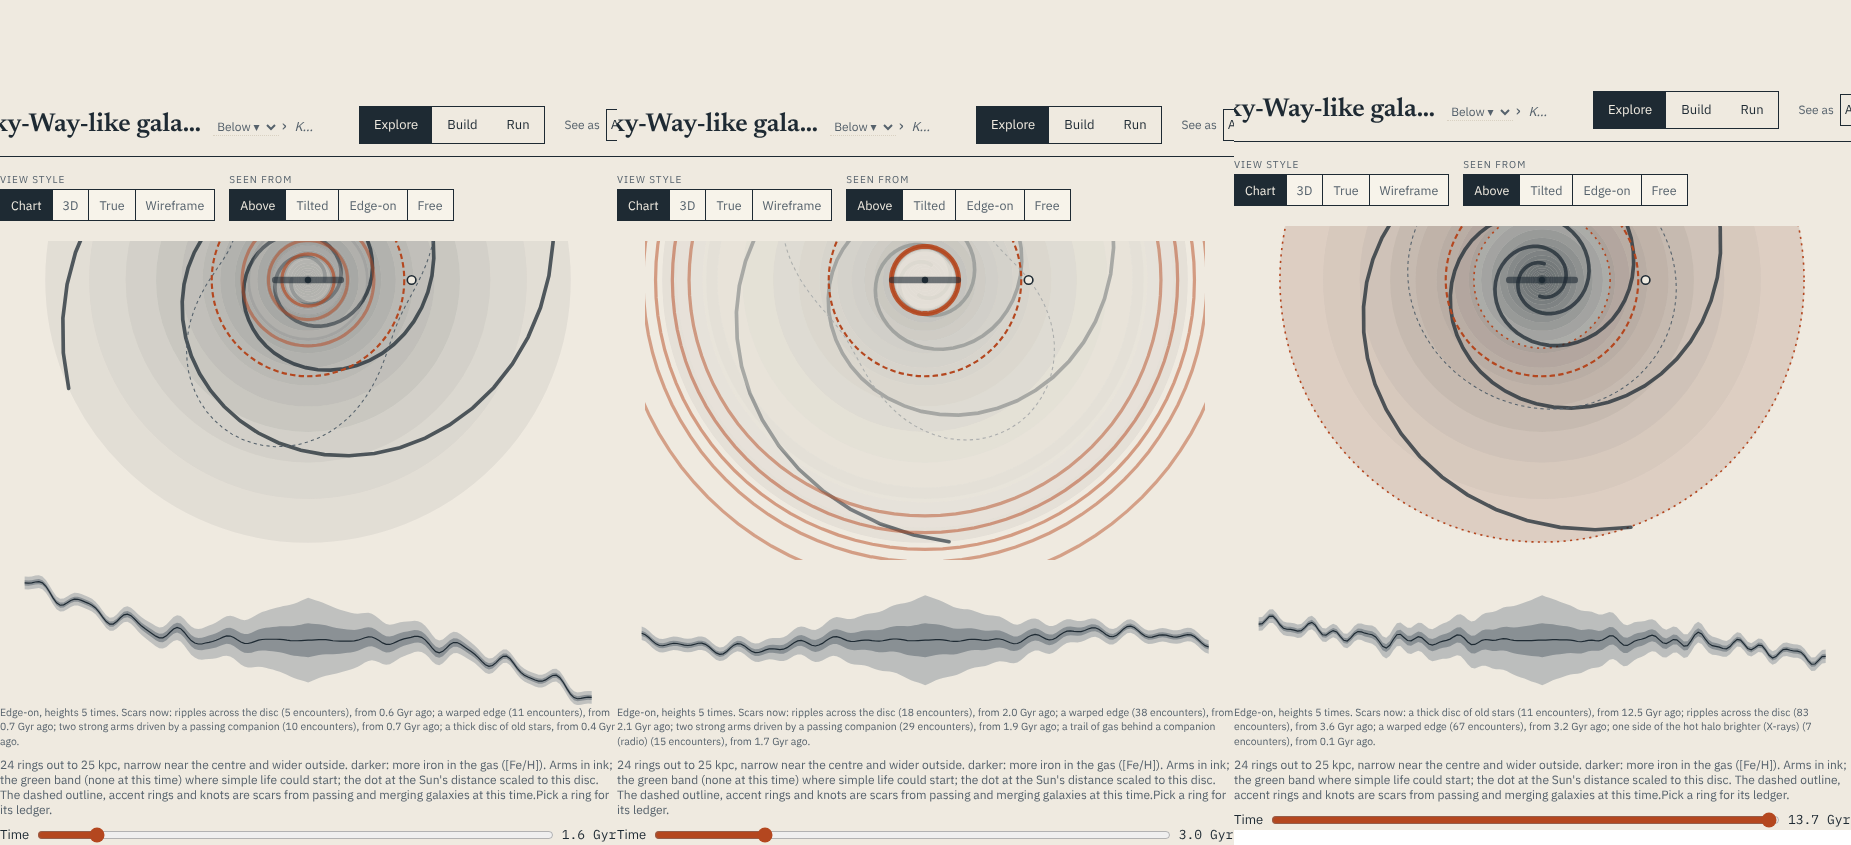 ky-Way-like gala... Below ▾ › K... Explore Build Run See as
VIEW STYLE SEEN FROM
Chart 3D True Wireframe Above Tilted Edge-on Free
Edge-on, heights 5 times. Scars now: ripples across the disc (5 encounters), from 0.6 Gyr ago; a warped edge (11 encounters), from
0.7 Gyr ago; two strong arms driven by a passing companion (10 encounters), from 0.7 Gyr ago; a thick disc of old stars, from 0.4 Gyr
ago.
24 rings out to 25 kpc, narrow near the centre and wider outside. darker: more iron in the gas ([Fe/H]). Arms in ink;
the green band (none at this time) where simple life could start; the dot at the Sun's distance scaled to this disc.
The dashed outline, accent rings and knots are scars from passing and merging galaxies at this time.Pick a ring for
its ledger.
Time 1.6 Gyr
ky-Way-like gala... Below ▾ › K... Explore Build Run See as
VIEW STYLE SEEN FROM
Chart 3D True Wireframe Above Tilted Edge-on Free
Edge-on, heights 5 times. Scars now: ripples across the disc (18 encounters), from 2.0 Gyr ago; a warped edge (38 encounters), from
2.1 Gyr ago; two strong arms driven by a passing companion (29 encounters), from 1.9 Gyr ago; a trail of gas behind a companion
(radio) (15 encounters), from 1.7 Gyr ago.
24 rings out to 25 kpc, narrow near the centre and wider outside. darker: more iron in the gas ([Fe/H]). Arms in ink;
the green band (none at this time) where simple life could start; the dot at the Sun's distance scaled to this disc.
The dashed outline, accent rings and knots are scars from passing and merging galaxies at this time.Pick a ring for
its ledger.
Time 3.0 Gyr
ky-Way-like gala... Below ▾ › K... Explore Build Run See as
VIEW STYLE SEEN FROM
Chart 3D True Wireframe Above Tilted Edge-on Free
Edge-on, heights 5 times. Scars now: a thick disc of old stars (11 encounters), from 12.5 Gyr ago; ripples across the disc (83
encounters), from 3.6 Gyr ago; a warped edge (67 encounters), from 3.2 Gyr ago; one side of the hot halo brighter (X-rays) (7
encounters), from 0.1 Gyr ago.
24 rings out to 25 kpc, narrow near the centre and wider outside. darker: more iron in the gas ([Fe/H]). Arms in ink;
the green band where simple life could start; the dot at the Sun's distance scaled to this disc. The dashed outline,
accent rings and knots are scars from passing and merging galaxies at this time.Pick a ring for its ledger.
Time 13.7 Gyr